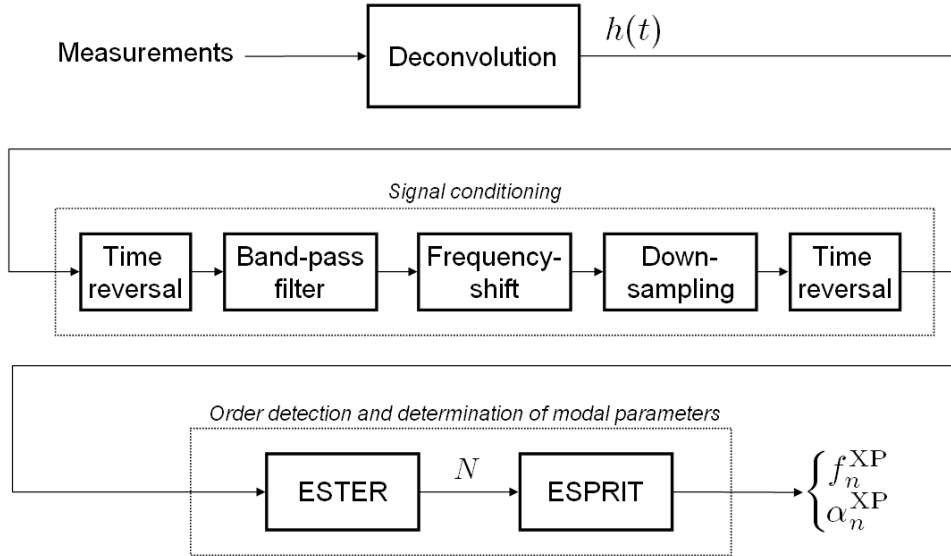 Measurements
Deconvolution
h(t)
Signal conditioning
Time
reversal
Band-pass
filter
Frequency-
shift
Down-
sampling
Time
reversal
Order detection and determination of modal parameters
ESTER
N
ESPRIT
f_n^XP
α_n^XP